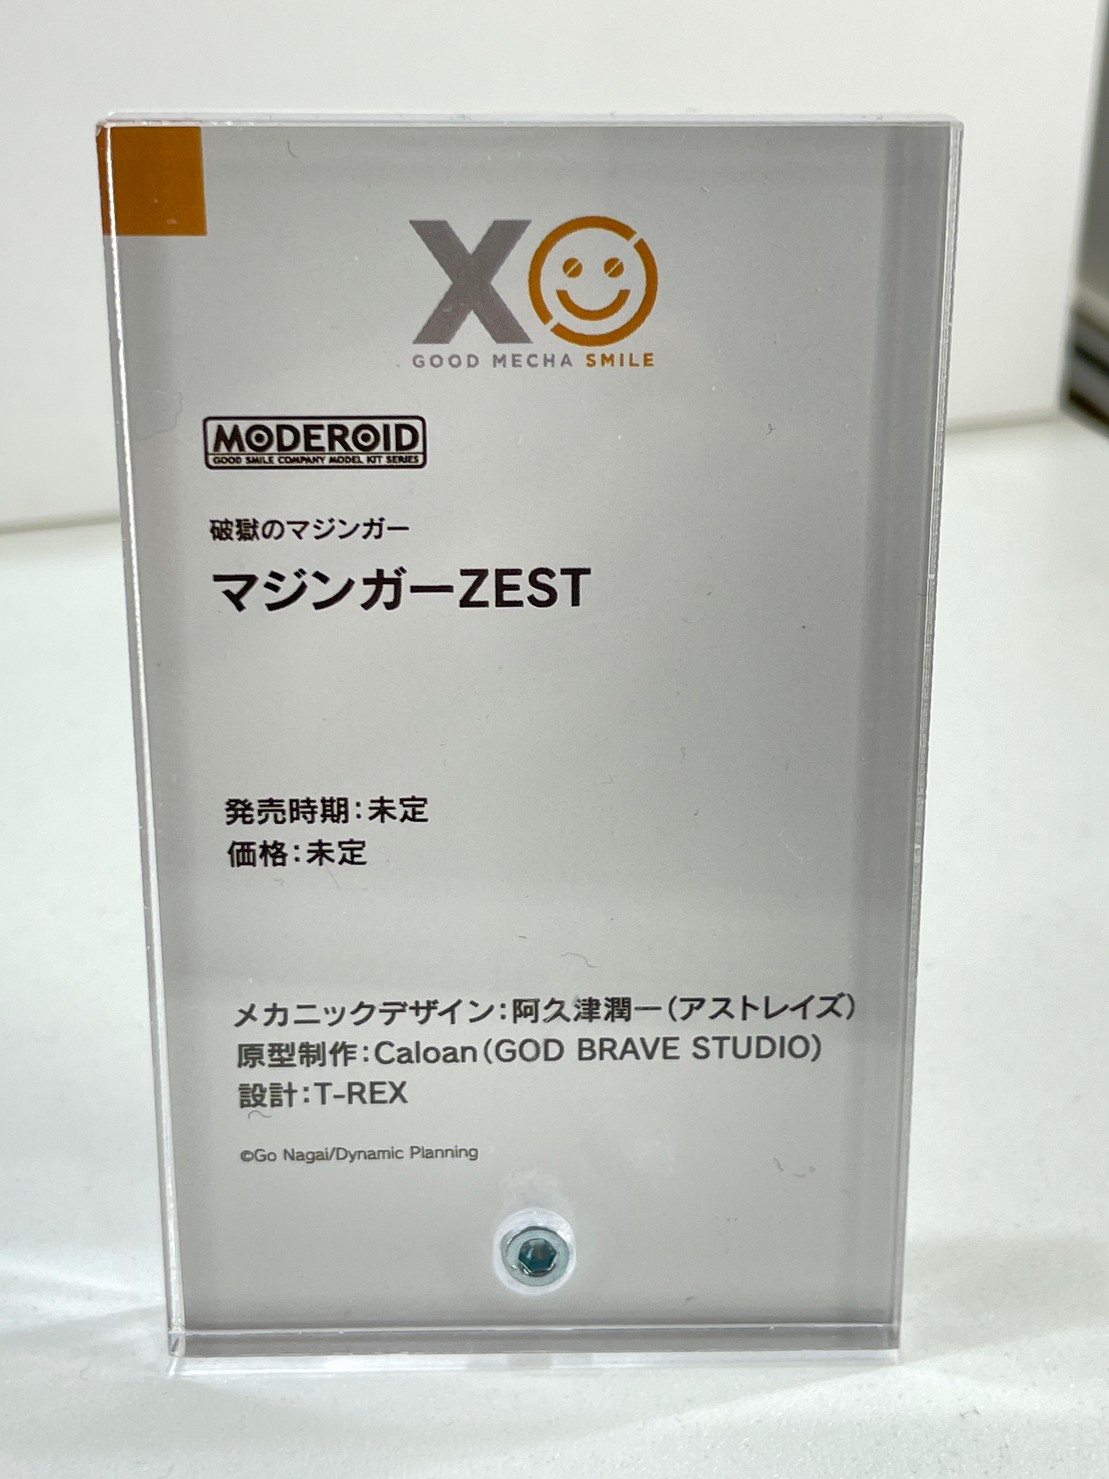 XO
GOOD MECHA SMILE
MODEROID
GOOD SMILE COMPANY MODEL KIT SERIES
破獄のマジンガー
マジンガーZEST
発売時期：未定
価格：未定
メカニックデザイン：阿久津潤一（アストレイズ）
原型制作：Caloan（GOD BRAVE STUDIO）
設計：T-REX
©Go Nagai/Dynamic Planning